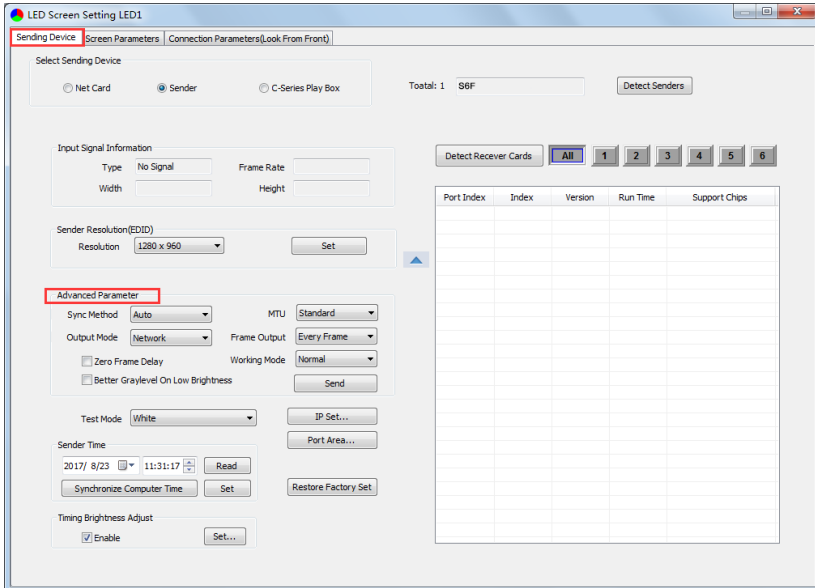 LED Screen Setting LED1
Sending Device Screen Parameters Connection Parameters(Look From Front)
Select Sending Device
Net Card Sender C-Series Play Box
Toatal: 1 S6F Detect Senders
Input Signal Information
Type No Signal Frame Rate
Width Height
Detect Recever Cards All 1 2 3 4 5 6
Port Index Index Version Run Time Support Chips
Sender Resolution(EDID)
Resolution 1280 x 960 Set
Advanced Parameter
Sync Method Auto MTU Standard
Output Mode Network Frame Output Every Frame
Zero Frame Delay Working Mode Normal
Better Graylevel On Low Brightness Send
Test Mode White IP Set...
Port Area...
Sender Time
2017/ 8/23 11:31:17 Read
Synchronize Computer Time Set Restore Factory Set
Timing Brightness Adjust
Enable Set...